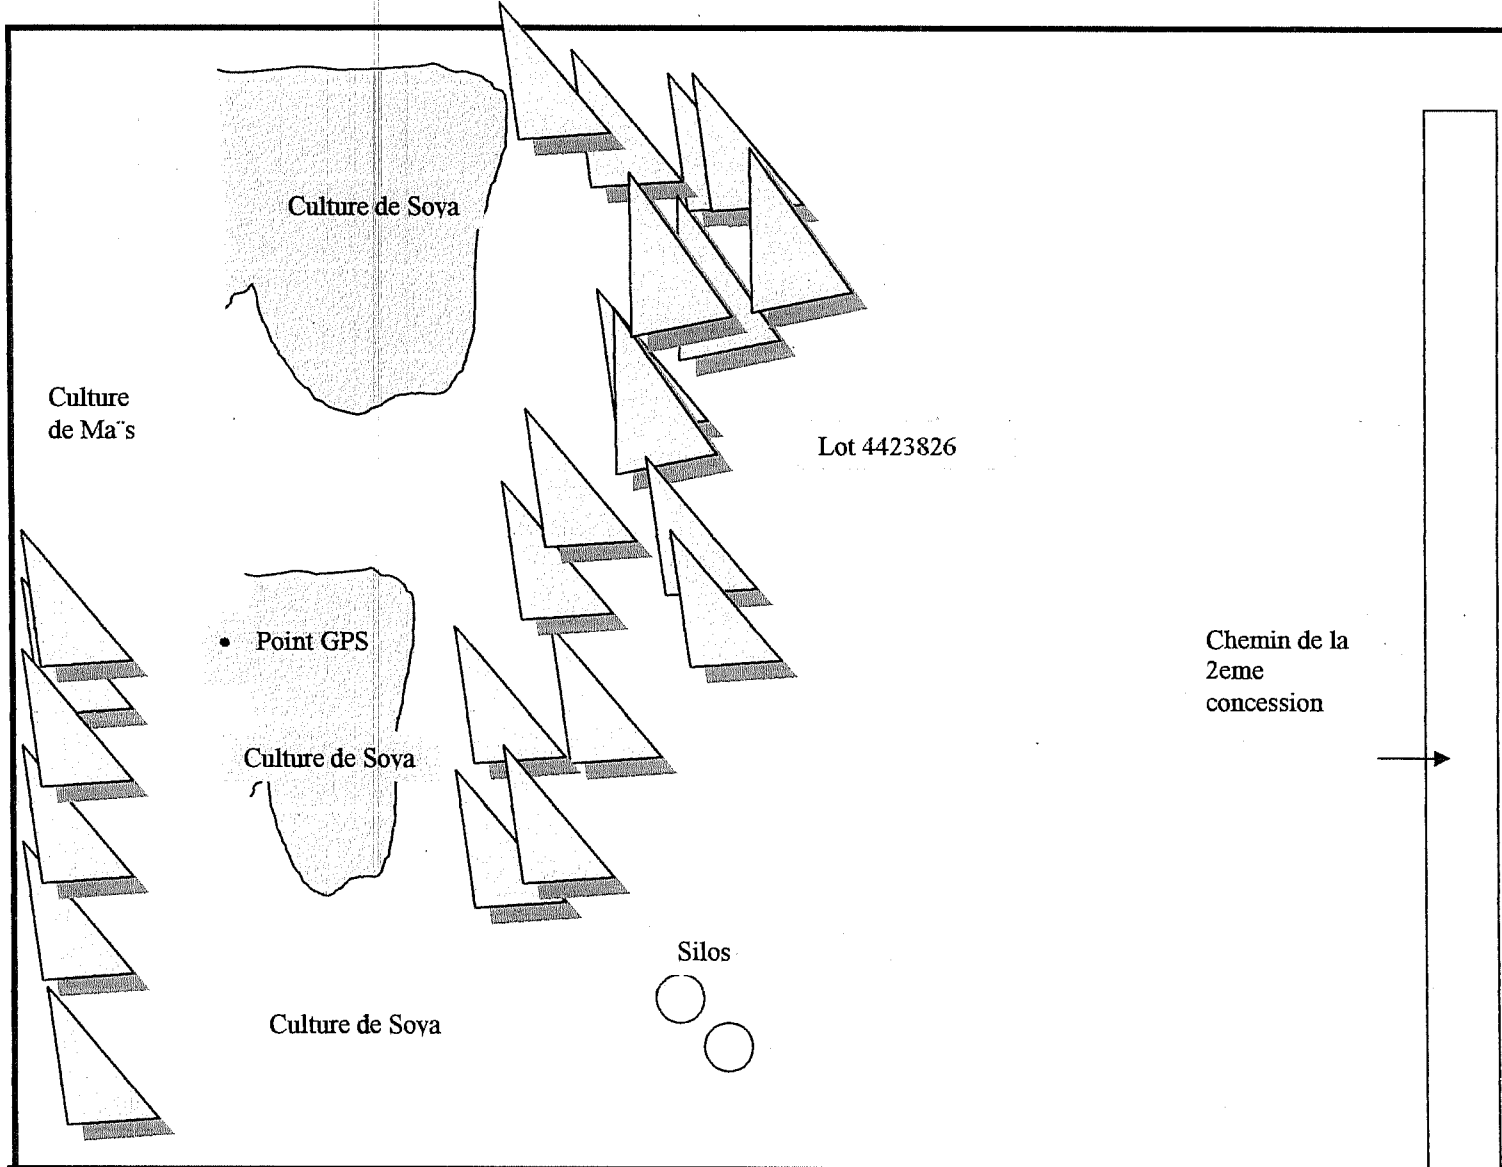 Culture de Soya
Culture
de Ma¨s
Lot 4423826
Point GPS
Chemin de la
2eme
concession
Culture de Soya
Silos
Culture de Soya